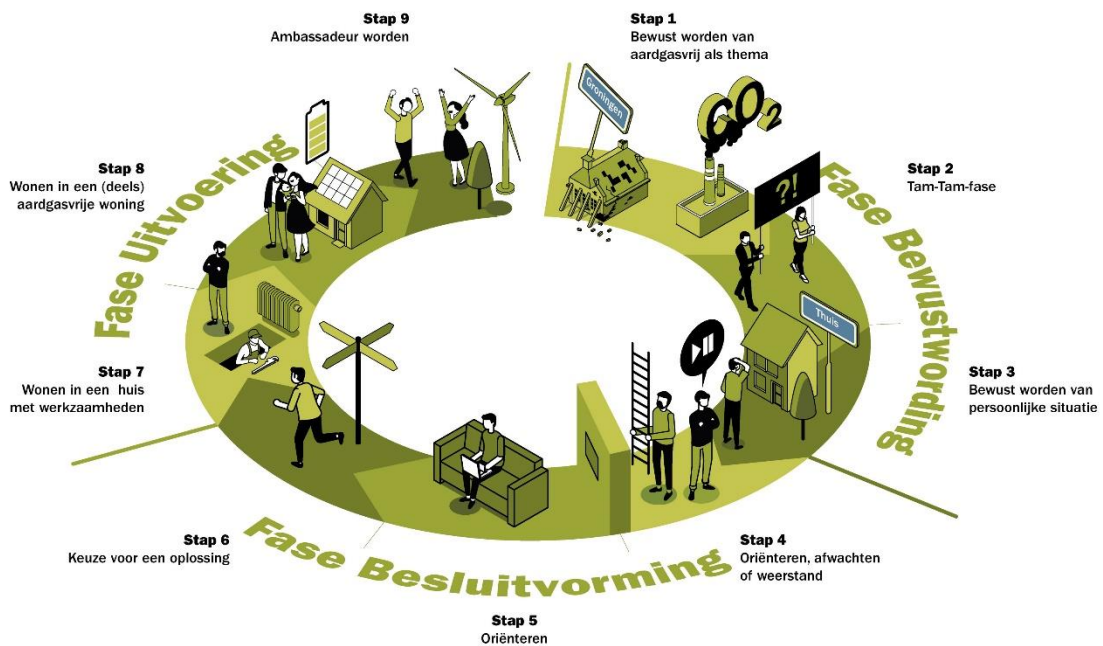 Stap 1
Bewust worden van
aardgasvrij als thema
Groningen
CO2
Stap 2
Tam-Tam-fase
?!
Fase Bewustwording
Thuis
Stap 3
Bewust worden van
persoonlijke situatie
Stap 4
Oriënteren, afwachten
of weerstand
Fase Besluitvorming
Stap 5
Oriënteren
Stap 6
Keuze voor een oplossing
Stap 7
Wonen in een huis
met werkzaamheden
Fase Uitvoering
Stap 8
Wonen in een (deels)
aardgasvrije woning
Stap 9
Ambassadeur worden